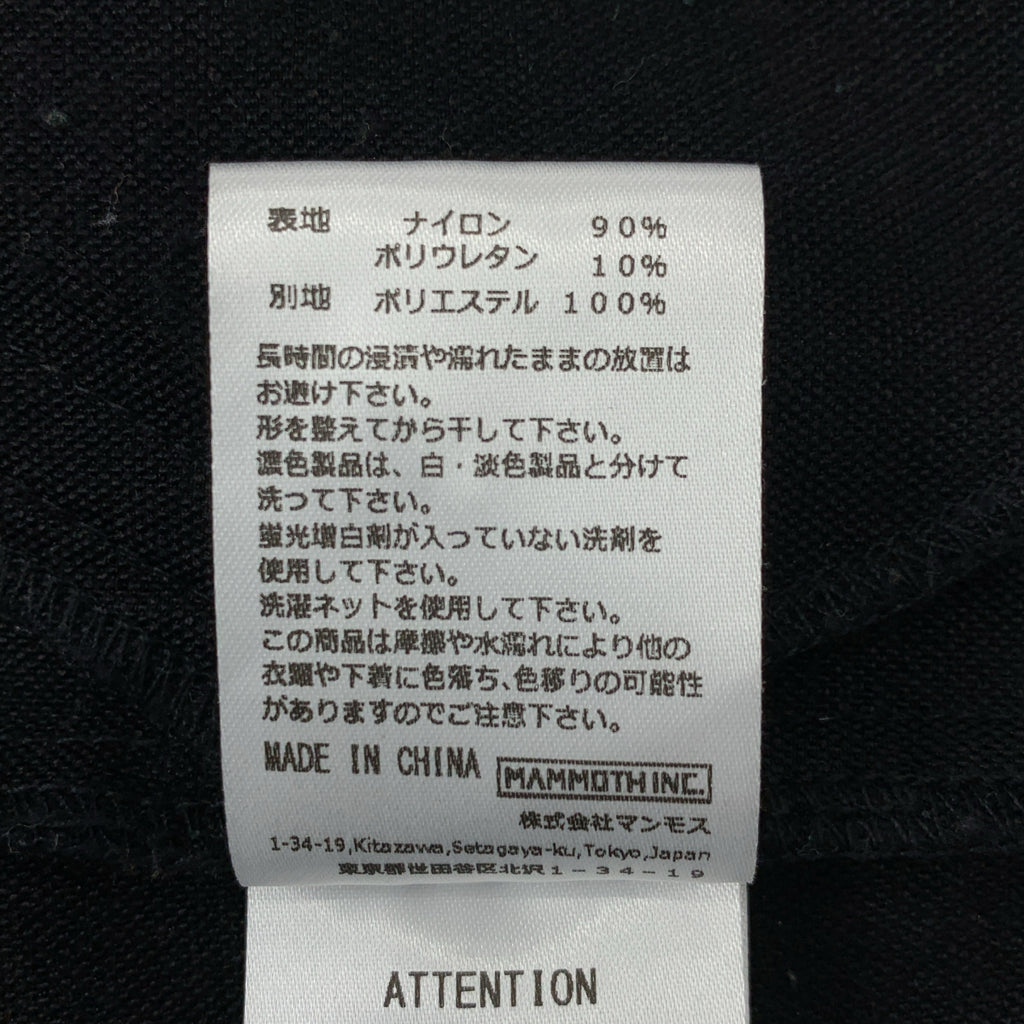 表地 ナイロン 90%
ポリウレタン 10%
別地 ポリエステル 100%
長時間の浸漬や濡れたままの放置は
お避け下さい。
形を整えてから干して下さい。
濃色製品は、白・淡色製品と分けて
洗って下さい。
蛍光増白剤が入っていない洗剤を
使用して下さい。
洗濯ネットを使用して下さい。
この商品は摩擦や水濡れにより他の
衣類や下着に色落ち、色移りの可能性
がありますのでご注意下さい。
MADE IN CHINA MAMMOTH INC.
株式会社マンモス
1-34-19,Kitazawa,Setagaya-ku,Tokyo,Japan
東京都世田谷区北沢1-34-19
ATTENTION